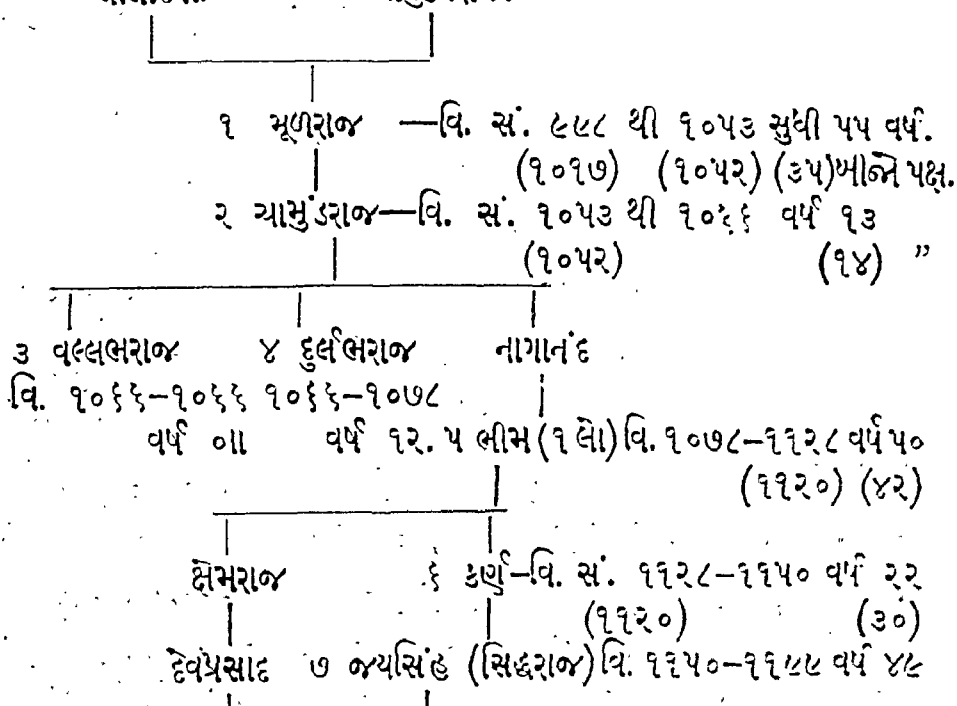 ૧ મૂળરાજ —વિ. સં. ૯૯૮ થી ૧૦૫૩ સુધી ૫૫ વર્ષ.
(૧૦૧૭) (૧૦૫૨) (૩૫)બીજો પક્ષ.
૨ ચામુંડરાજ—વિ. સં. ૧૦૫૩ થી ૧૦૬૬ વર્ષ ૧૩
(૧૦૫૨) (૧૪) ”
૩ વલ્લભરાજ ૪ દુર્લભરાજ નાગાનંદ
વિ. ૧૦૬૬–૧૦૬૬ ૧૦૬૬–૧૦૭૮
વર્ષ ૦ાા વર્ષ ૧૨. ૫ ભીમ(૧ લો)વિ. ૧૦૭૮–૧૧૨૮ વર્ષ ૫૦
(૧૧૨૦) (૪૨)
ક્ષેમરાજ ૬ કર્ણ–વિ. સં. ૧૧૨૮–૧૧૫૦ વર્ષ ૨૨
(૧૧૨૦) (૩૦)
દેવપ્રસાદ ૭ જયસિંહ (સિદ્ધરાજ)વિ. ૧૧૫૦–૧૧૯૯ વર્ષ ૪૯